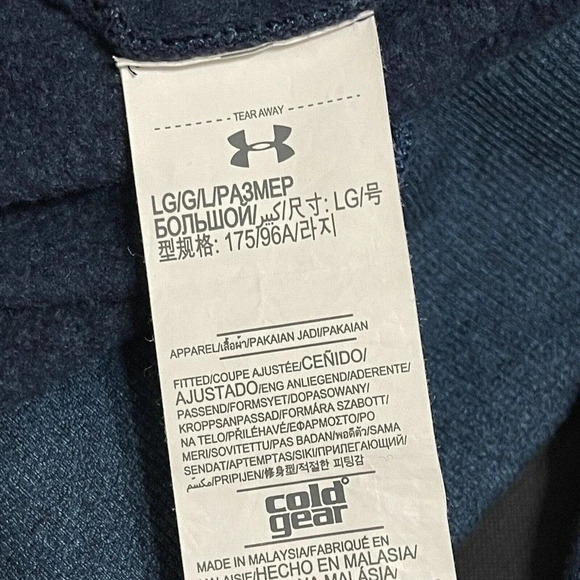 TEAR AWAY
LG/G/L/РАЗМЕР
БОЛЬШОЙ/كبير/尺寸: LG/号
型规格: 175/96A/라지
APPAREL/เสื้อผ้า/PAKAIAN JADI/PAKAIAN
FITTED/COUPE AJUSTÉE/CEÑIDO/
AJUSTADO/ENG ANLIEGEND/ADERENTE/
PASSEND/FORMSYET/DOPASOWANY/
KROPPSANPASSAD/FORMÁRA SZABOTT/
NA TELO/PŘILÉHAVÉ/ΕΦΑΡΜΟΣΤΟ/PO
MERI/SOVITETTU/PAS BADAN/พอดีตัว/SAMA
SENDAT/APTEMPTAS/SIKI/ПРИЛЕГАЮЩИЙ/
مكسّم/PRIPIJEN/修身型/적절한 피팅감
cold
gear
MADE IN MALAYSIA/FABRIQUÉ EN
MALAISIE/HECHO EN MALASIA/